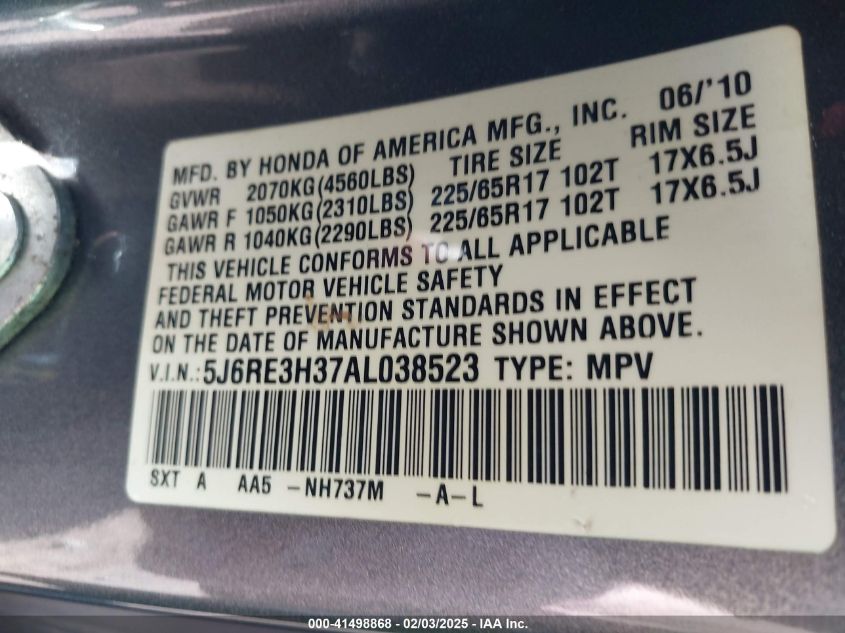 MFD. BY HONDA OF AMERICA MFG., INC. 06/'10
GVWR 2070KG(4560LBS) TIRE SIZE RIM SIZE
GAWR F 1050KG(2310LBS) 225/65R17 102T 17X6.5J
GAWR R 1040KG(2290LBS) 225/65R17 102T 17X6.5J
THIS VEHICLE CONFORMS TO ALL APPLICABLE
FEDERAL MOTOR VEHICLE SAFETY
AND THEFT PREVENTION STANDARDS IN EFFECT
ON THE DATE OF MANUFACTURE SHOWN ABOVE.
V.I.N.: 5J6RE3H37AL038523 TYPE: MPV
SXT A AA5 -NH737M -A-L
000-41498868 - 02/03/2025 - IAA Inc.